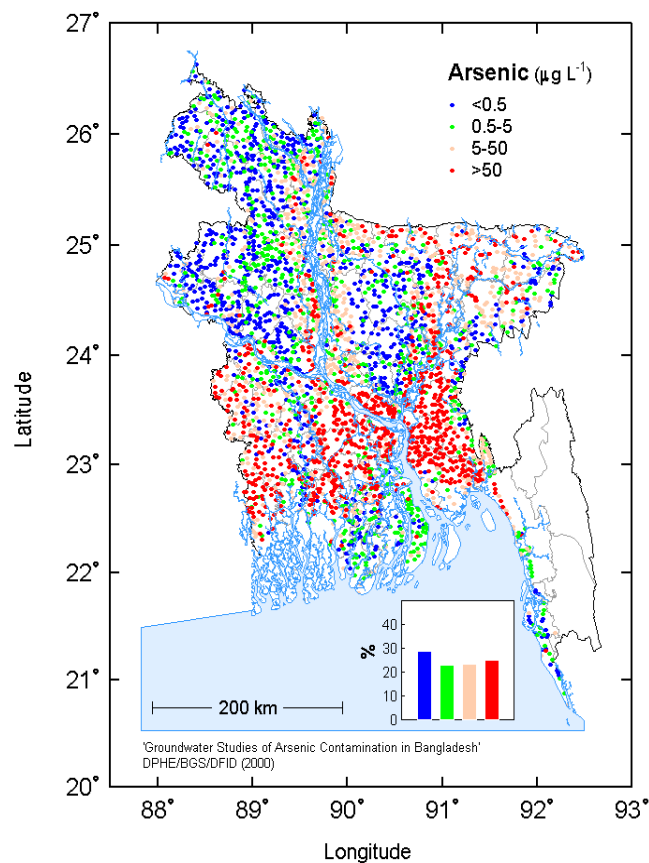 27°
26°
25°
24°
23°
22°
21°
20°
Latitude
Arsenic (µg L⁻¹)
<0.5
0.5-5
5-50
>50
40
30
20
10
0
%
200 km
'Groundwater Studies of Arsenic Contamination in Bangladesh'
DPHE/BGS/DFID (2000)
88° 89° 90° 91° 92° 93°
Longitude